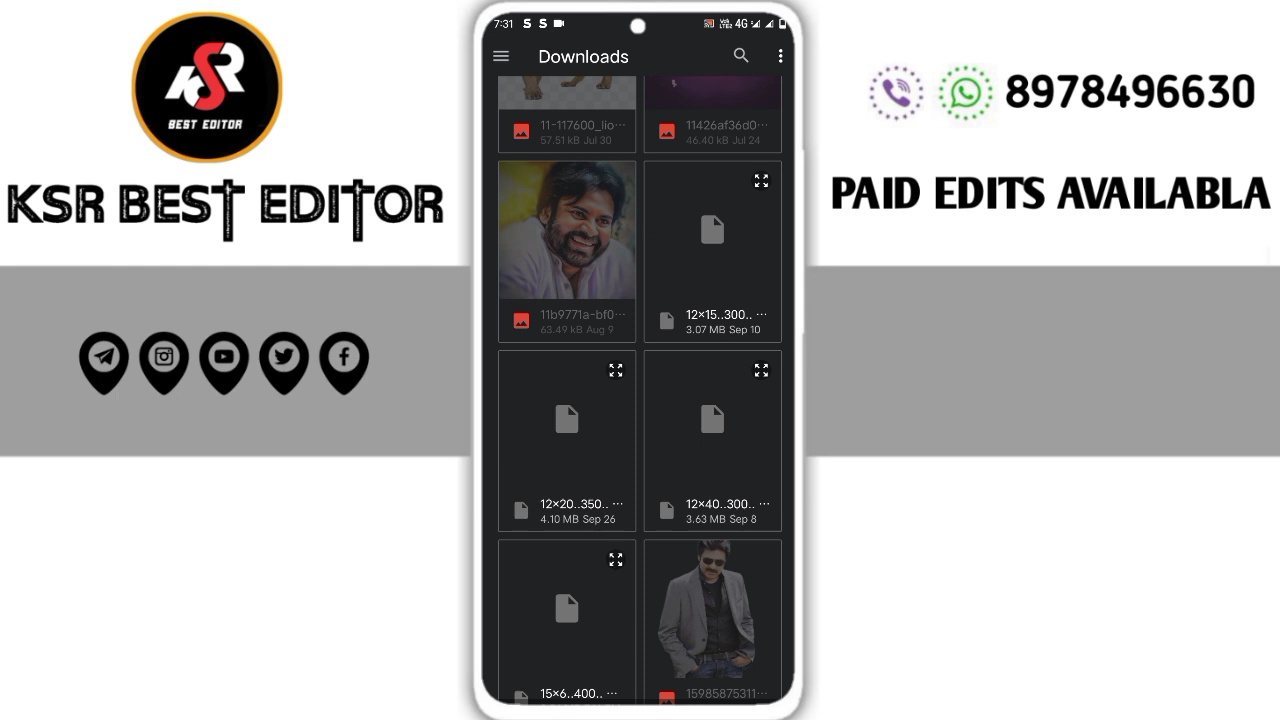 KSR
BEST EDITOR
KSR BEST EDITOR
7:31 S S 4G
Downloads
11-117600_lio···
57.51 kB Jul 30
11426af36d0···
46.40 kB Jul 24
11b9771a-bf0···
63.49 kB Aug 9
12×15..300.. ···
3.07 MB Sep 10
12×20..350.. ···
4.10 MB Sep 26
12×40..300.. ···
3.63 MB Sep 8
15×6..400.. ···
15985875311···
8978496630
PAID EDITS AVAILABLA